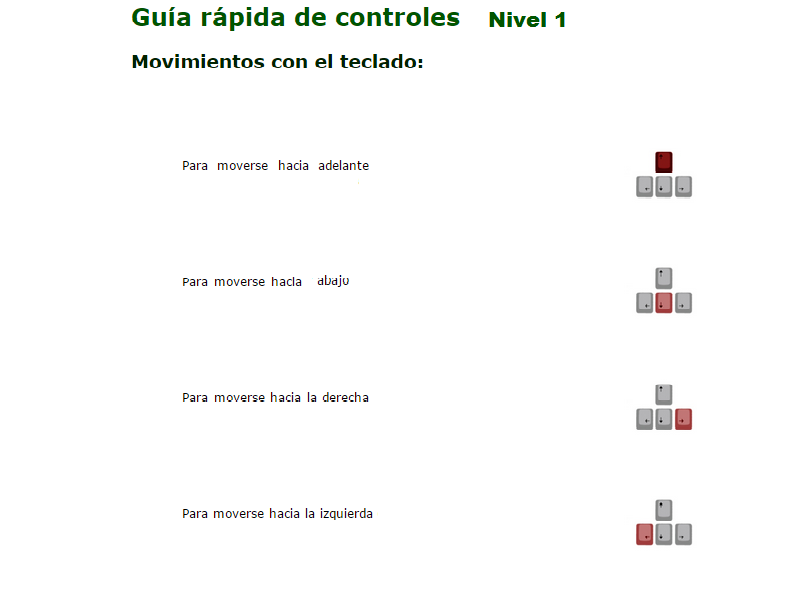 Guía rápida de controles Nivel 1
Movimientos con el teclado:
Para moverse hacia adelante
Para moverse hacia abajo
Para moverse hacia la derecha
Para moverse hacia la izquierda